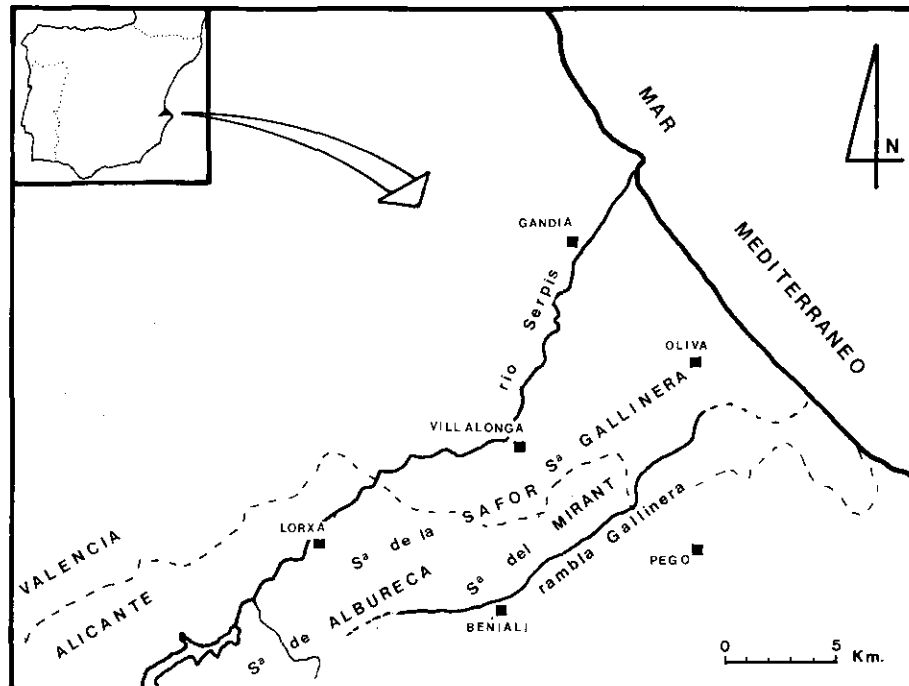 MAR
MEDITERRANEO
N
GANDIA
rio Serpis
OLIVA
VILLALONGA
Sª GALLINERA
Sª de la SAFOR
Sª del MIRANT
rambla Gallinera
LORXA
VALENCIA
ALICANTE
Sª de ALBURECA
PEGO
BENIALI
0 5 Km.